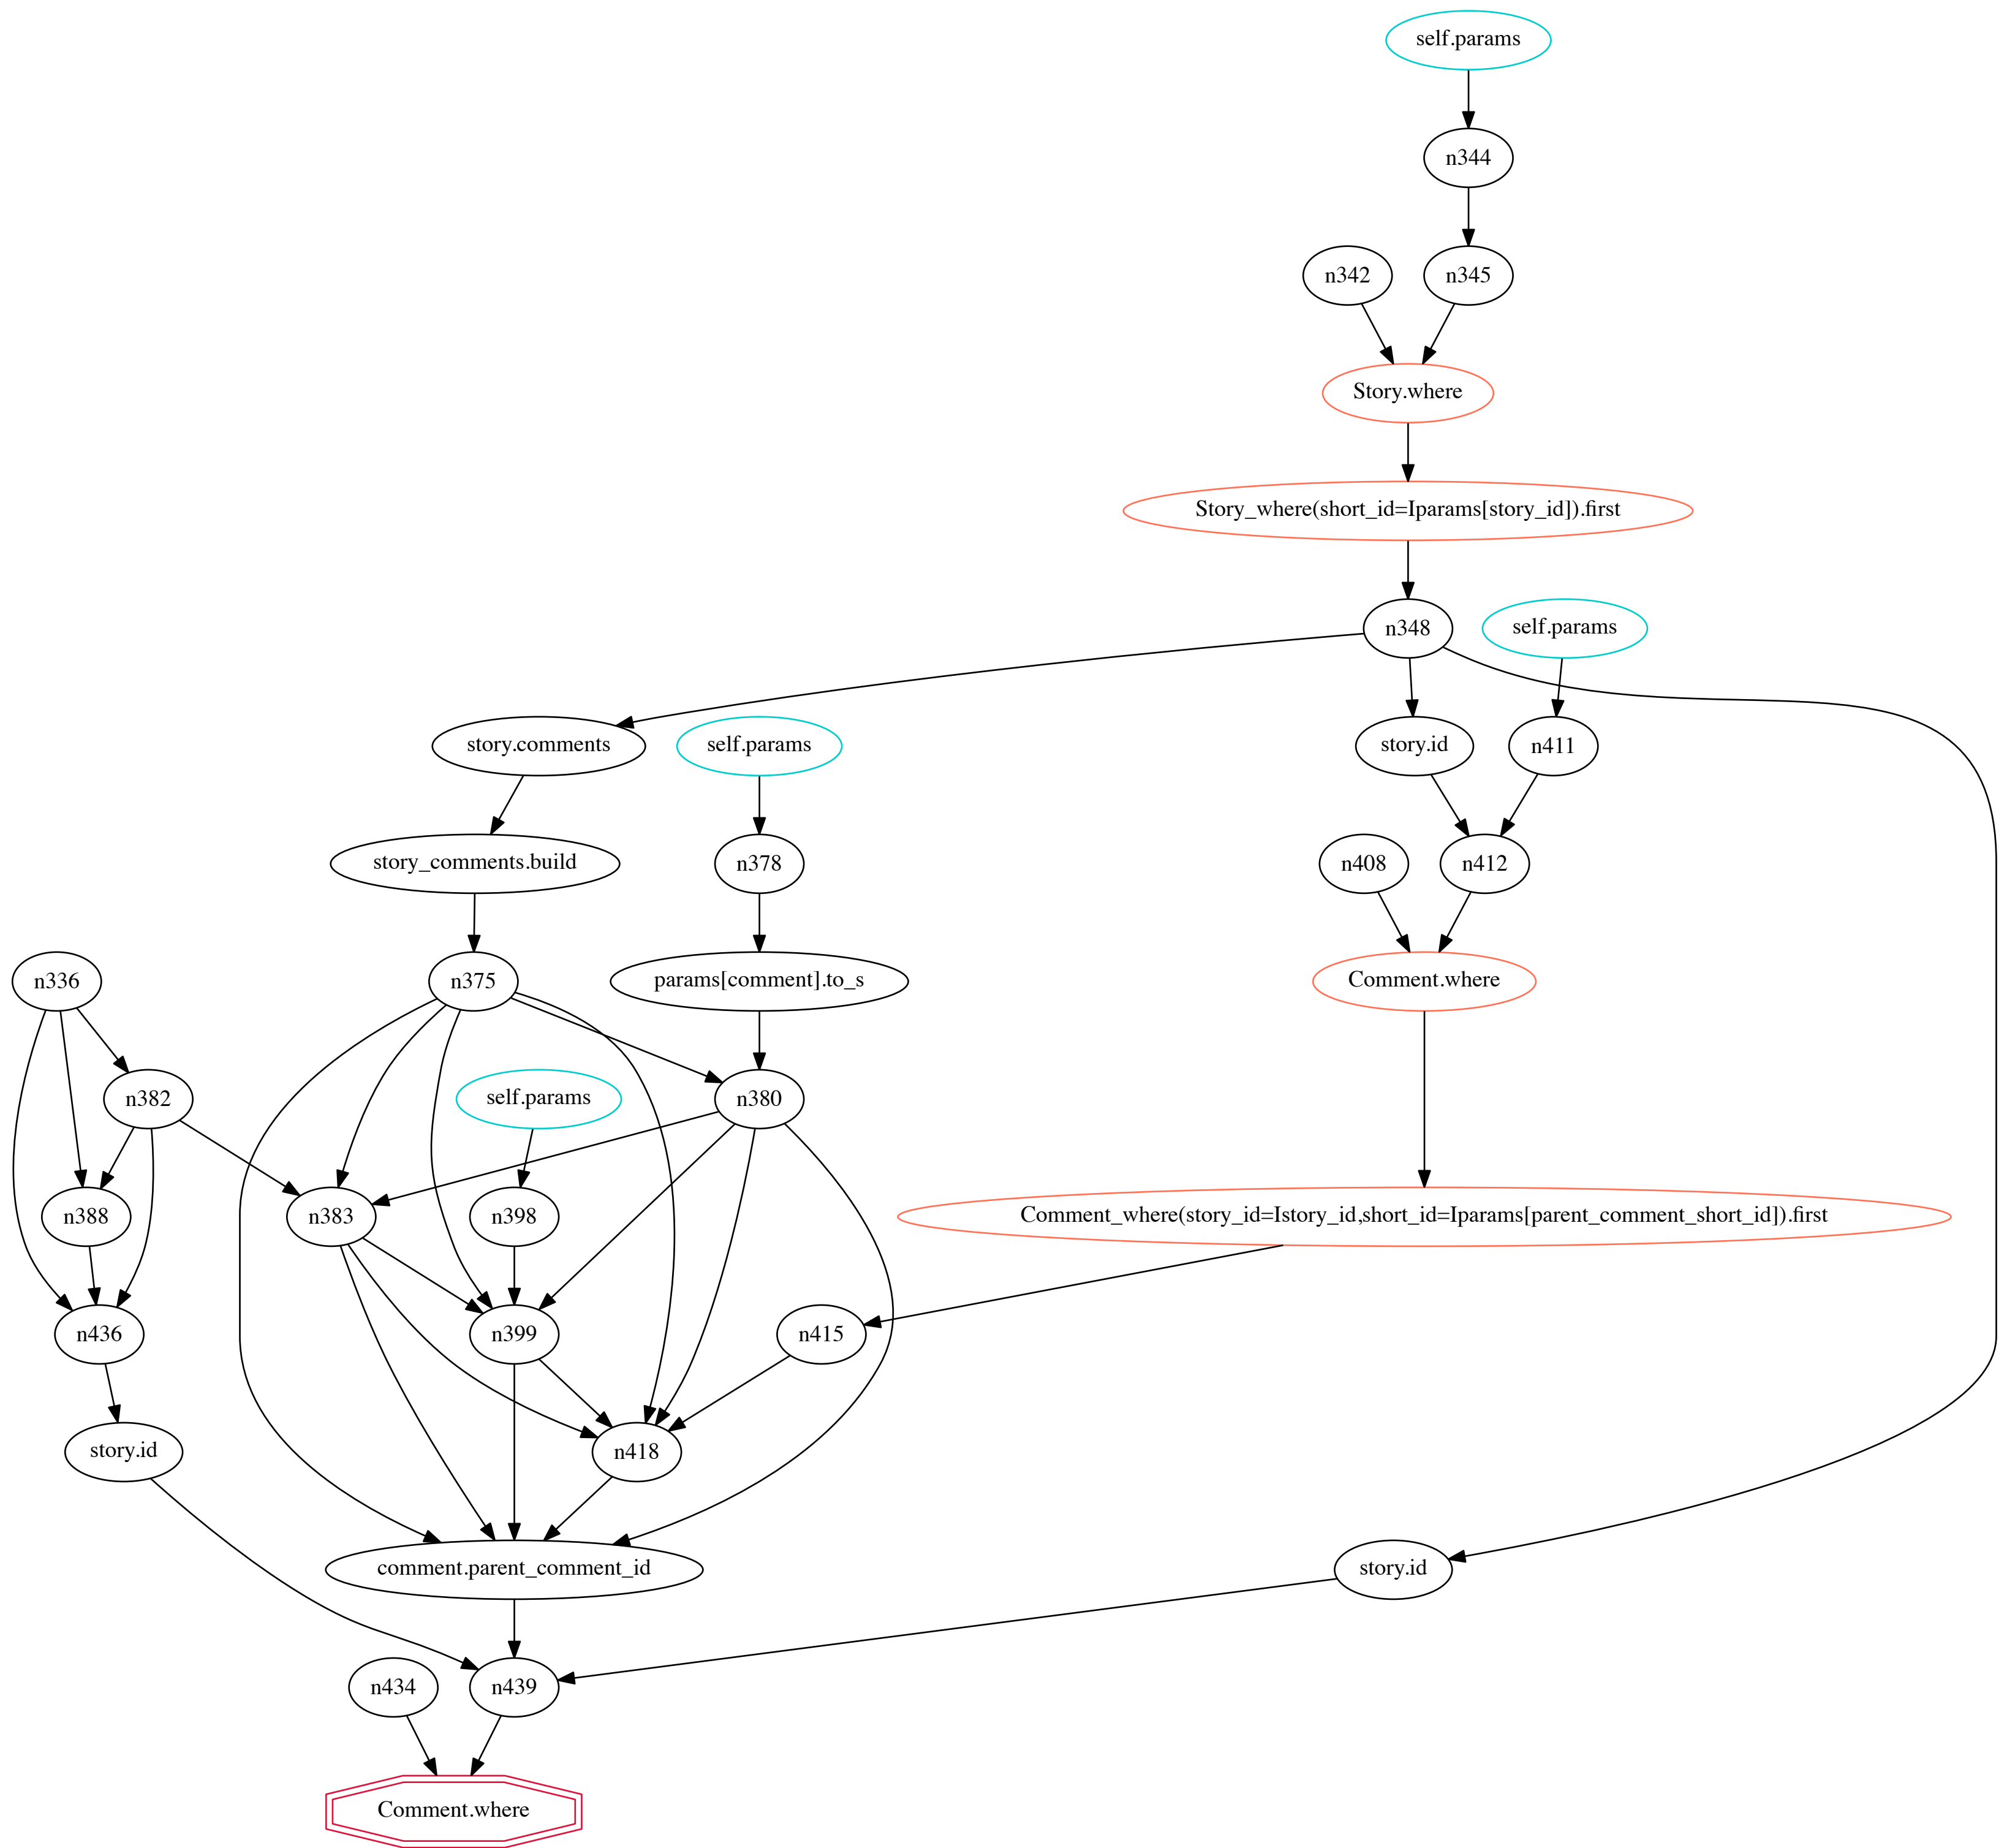 self.params
n344
n342
n345
Story.where
Story_where(short_id=Iparams[story_id]).first
n348
self.params
story.comments
self.params
story.id
n411
story_comments.build
n378
n408
n412
n336
n375
params[comment].to_s
Comment.where
n382
self.params
n380
n388
n383
n398
Comment_where(story_id=Istory_id,short_id=Iparams[parent_comment_short_id]).first
n436
n399
n415
story.id
n418
comment.parent_comment_id
story.id
n434
n439
Comment.where